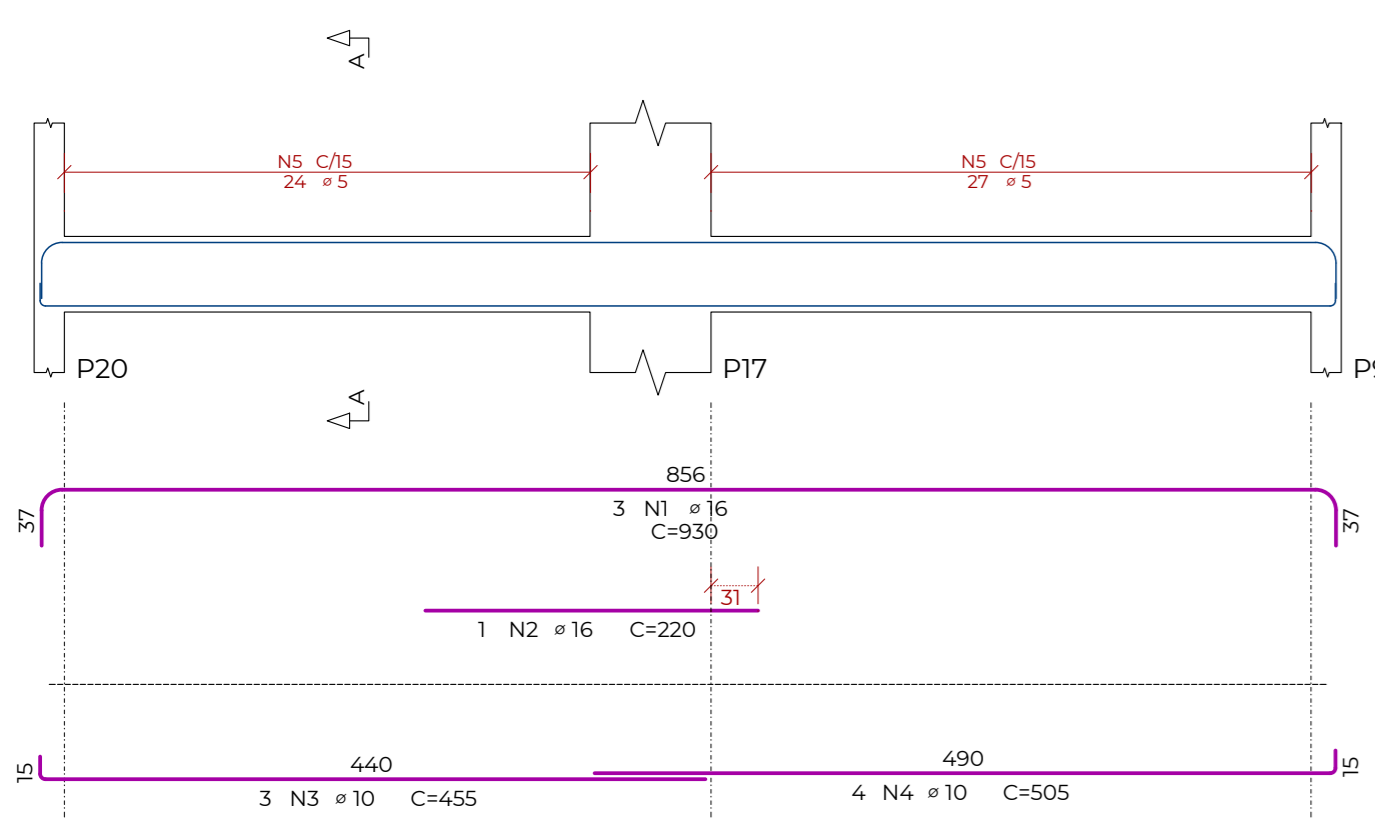 A
N5 C/15
24 ⌀ 5
N5 C/15
27 ⌀ 5
P20
P17
P9
A
856
3 N1 ⌀ 16
C=930
37
37
31
1 N2 ⌀ 16 C=220
440
490
15
15
3 N3 ⌀ 10 C=455
4 N4 ⌀ 10 C=505